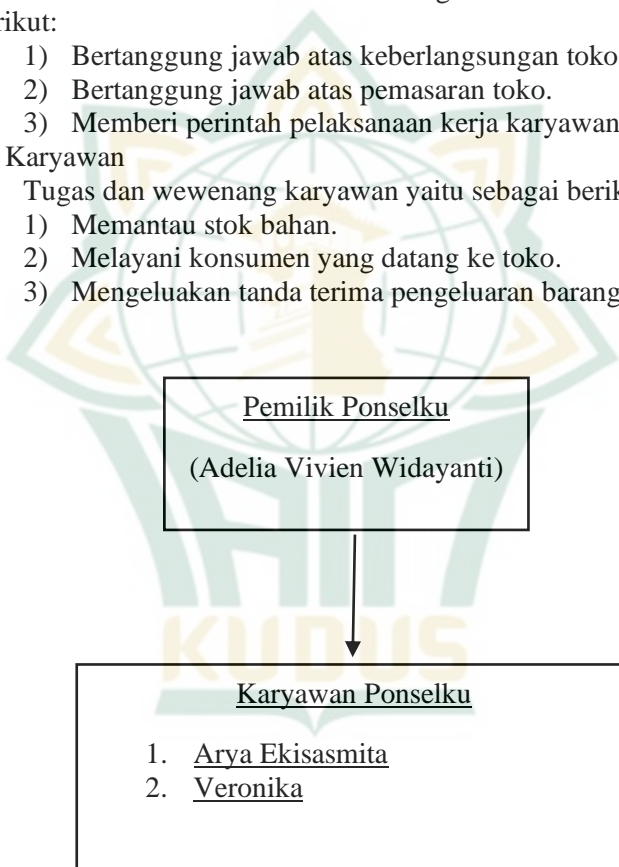 rikut:
1) Bertanggung jawab atas keberlangsungan toko
2) Bertanggung jawab atas pemasaran toko.
3) Memberi perintah pelaksanaan kerja karyawan
Karyawan
Tugas dan wewenang karyawan yaitu sebagai berik
1) Memantau stok bahan.
2) Melayani konsumen yang datang ke toko.
3) Mengeluakan tanda terima pengeluaran barang
Pemilik Ponselku
(Adelia Vivien Widayanti)
KUDUS
Karyawan Ponselku
1. Arya Ekisasmita
2. Veronika